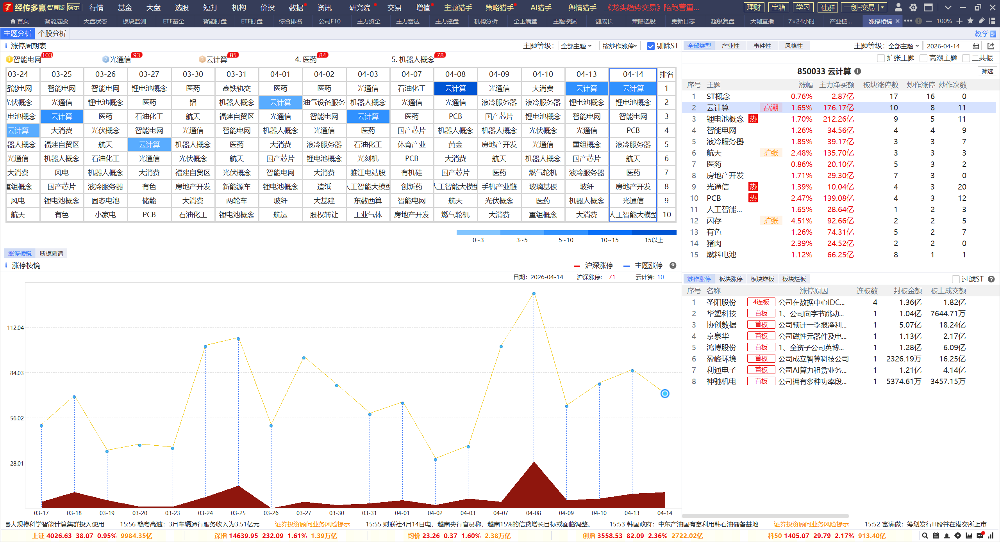 经传多赢 智尊版 演示 行情 基金 大盘 选股 短打 机构 价投 数据 资讯 研究院 交易 增值 主题猎手 策略猎手 AI猎手 舆情猎手 《龙头趋势交易》陪跑营重... 理财 宝箱 学习 社群 一创-交易
首页 智能选股 大盘状态 板块监测 ETF基金 智能盯盘 ETF盯盘 综合排名 公司F10 主力资金 主力雷达 主力控盘 机构分析 金玉满堂 主题挖掘 创成长 策略选股 更新日志 超级复盘 大咖直播 7×24小时 产业链... 涨停棱镜 100%
主题分析 个股分析 教学
涨停周期表 主题等级: 全部主题 按炒作涨停 剔除ST
1 智能电网 103 2 光通信 93 3 云计算 85 4. 医药 84 5. 机器人概念 78
03-24 03-25 03-26 03-27 03-30 03-31 04-01 04-02 04-03 04-07 04-08 04-09 04-10 04-13 04-14 排名
智能电网 智能电网 智能电网 锂电池概念 医药 高铁轨交 医药 医药 光通信 石油化工 云计算 光通信 大消费 云计算 云计算 1
光伏概念 光通信 锂电池概念 医药 铝 机器人概念 云计算 油气设备服务 机器人概念 光通信 光通信 液冷服务器 液冷服务器 锂电池概念 锂电池概念 2
锂电池概念 云计算 医药 石油化工 航天 福建自贸区 光通信 智能电网 云计算 医药 PCB 国产芯片 锂电池概念 智能电网 智能电网 3
云计算 大消费 光伏概念 智能电网 光通信 智能电网 机器人概念 光通信 医药 国产芯片 机器人概念 机器人概念 光伏概念 光通信 PCB 4
机器人概念 福建自贸区 航天 云计算 机器人概念 医药 大消费 液冷服务器 石油化工 体育产业 黄金 房地产开发 光通信 重组概念 液冷服务器 5
光通信 机器人概念 石油化工 光通信 光伏概念 航天 国产芯片 锂电池概念 光刻机 PCB 大消费 航天 机器人概念 国产芯片 航天 6
大消费 风电 机器人概念 大消费 福建自贸区 光伏概念 智能电网 大消费 雅江电站股 有机硅 国产芯片 医药 燃气轮机 液冷服务器 医药 7
重组概念 国产芯片 液冷服务器 有色 房地产开发 新能源车 锂电池概念 造纸 人工智能大模型 创新药 人工智能大模型 手机产业链 玻璃基板 玻纤 房地产开发 8
风电 锂电池概念 固态电池 储能 大消费 两轮车 玻纤 大基建 东数西算 智能电网 航天 光伏概念 医药 机器人概念 光通信 9
航天 有色 小家电 PCB 石油化工 锂电池概念 航运 股权转让 工业气体 房地产开发 燃气轮机 大消费 重组概念 大消费 人工智能大模型 10
0~3 3~5 5~10 10~15 15以上
涨停棱镜 断板图谱
涨停棱镜 沪深涨停 主题涨停
日期: 2026-04-14 沪深涨停: 71 云计算: 10
112.04
84.03
56.02
28.01
03-17 03-18 03-19 03-20 03-23 03-24 03-25 03-26 03-27 03-30 03-31 04-01 04-02 04-03 04-07 04-08 04-09 04-10 04-13 04-14
全部类型 产业性 事件性 风格性 主题等级: 全部主题 2026-04-14
扩张主题 高潮主题 三共振
850033 云计算 筛选
序号 主题 涨幅 主力净买额 板块涨停数 炒作涨停 炒作次数
1 ST概念 0.76% 2.87亿 17 16 0
2 云计算 高潮 1.65% 176.17亿 10 8 11
3 锂电池概念 热 1.70% 212.26亿 9 5 11
4 智能电网 1.26% 34.56亿 4 4 9
5 液冷服务器 1.85% 39.17亿 3 3 7
6 航天 扩张 2.48% 135.70亿 3 3 3
7 医药 0.86% 20.10亿 5 3 2
8 房地产开发 1.71% 29.30亿 7 3 0
9 光通信 热 1.39% 10.04亿 4 3 20
10 PCB 热 2.47% 139.08亿 4 3 12
11 人工智能... 1.65% 28.64亿 1 2 3
12 闪存 扩张 4.51% 92.66亿 2 2 5
13 有色 1.26% 74.31亿 5 2 7
14 猪肉 2.39% 24.52亿 2 2 0
15 燃料电池 1.12% 66.25亿 8 1 1
炒作涨停 板块涨停 板块炸板 板块烂板 过滤ST
序号 名称 涨停原因 连板数 封板金额 板上成交额
1 圣阳股份 4连板 公司在数据中心IDC... 4 1.36亿 1.82亿
2 华塑科技 首板 1、公司向字节跳动... 1 1.04亿 7644.71万
3 协创数据 首板 公司预计一季报净利... 1 5.07亿 18.24亿
4 京泉华 首板 公司磁性元器件及电... 1 1.13亿 2.17亿
5 鸿博股份 首板 1、全资子公司英博... 1 1.28亿 6.09亿
6 盈峰环境 首板 公司成立智算科技公司 1 2326.19万 16.25亿
7 利通电子 首板 公司AI算力租赁业务... 1 1.21亿 4.14亿
8 神驰机电 首板 公司拥有多种功率段... 1 5374.61万 3457.15万
最大规模科学智能计算集群投入使用 15:56 赣粤高速: 3月车辆通行服务收入为3.51亿元 证券投资顾问业务风险提示 15:55 财联社4月14日电，越南央行官员称，越南15%的信贷增长目标或面临调整。 15:53 韩国政府: 中东产油国有意利用韩石油储备基地 证券投资顾问业务风险提示 15:52 富满微: 筹划发行H股并在港交所上市
上证 4026.63 38.07 0.95% 9984.35亿 深指 14639.95 232.09 1.61% 1.39万亿 均价 23.26 0.37 1.60% 2.38万亿 创指 3558.53 82.09 2.36% 2722.02亿 科50 1405.07 29.79 2.17% 913.40亿